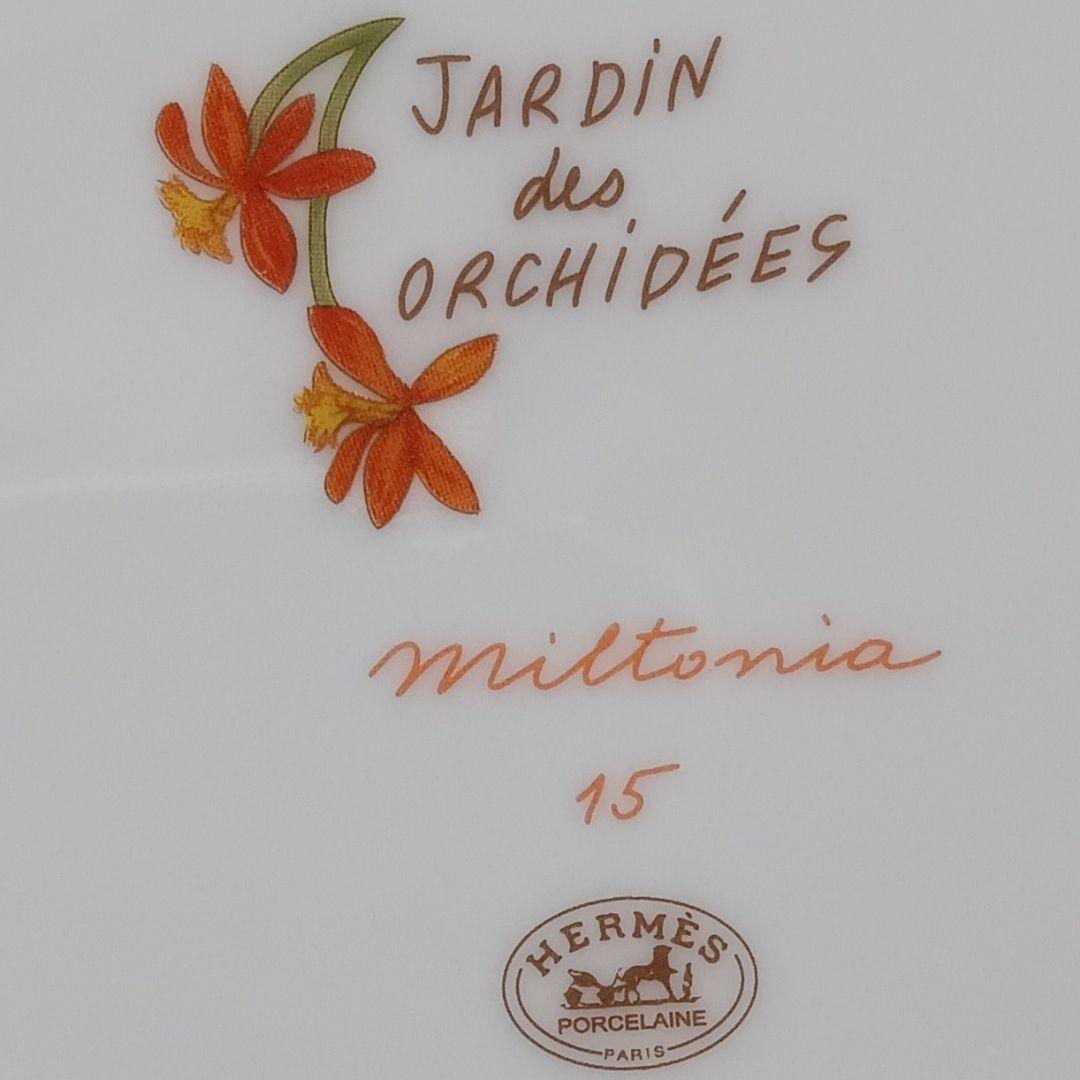 JARDiN
des
ORCHiDÉES
Miltonia
15
HERMÈS
PORCELAINE
PARIS